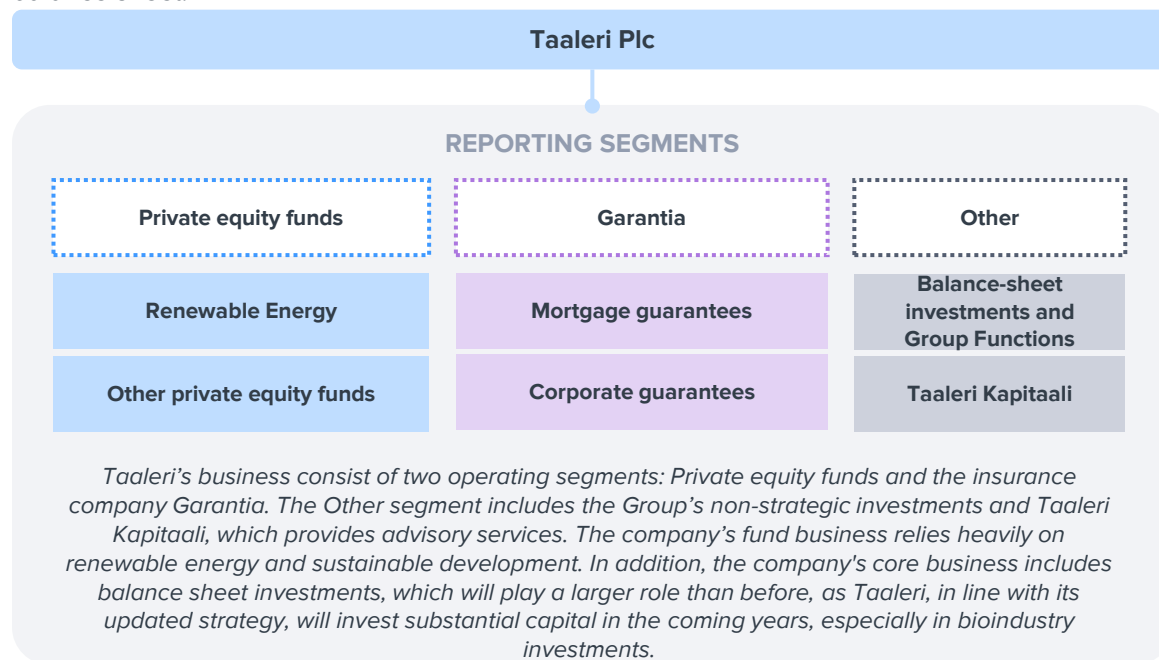 Taaleri Plc
REPORTING SEGMENTS
Private equity funds
Garantia
Other
Renewable Energy
Mortgage guarantees
Balance-sheet
investments and
Group Functions
Other private equity funds
Corporate guarantees
Taaleri Kapitaali
Taaleri’s business consist of two operating segments: Private equity funds and the insurance
company Garantia. The Other segment includes the Group’s non-strategic investments and Taaleri
Kapitaali, which provides advisory services. The company’s fund business relies heavily on
renewable energy and sustainable development. In addition, the company's core business includes
balance sheet investments, which will play a larger role than before, as Taaleri, in line with its
updated strategy, will invest substantial capital in the coming years, especially in bioindustry
investments.